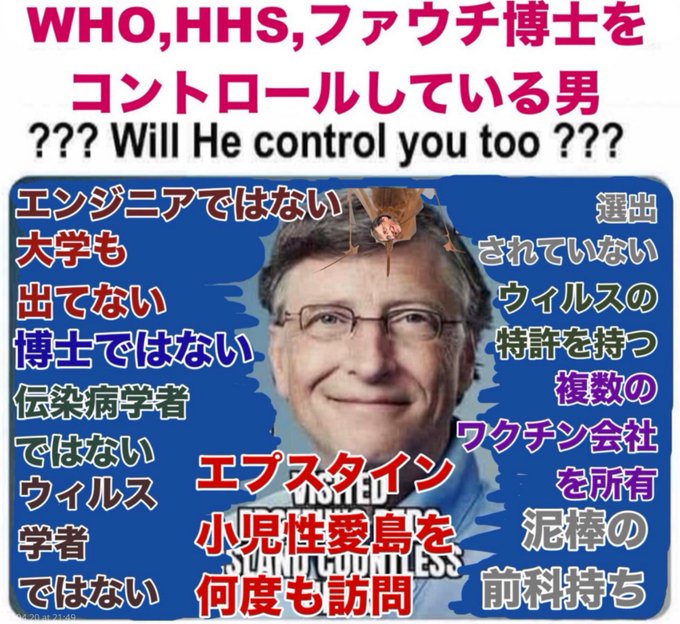 WHO,HHS,ファウチ博士を
コントロールしている男
??? Will He control you too ???
エンジニアではない
大学も
出てない
博士ではない
伝染病学者
ではない
ウィルス
学者
ではない
選出
されていない
ウィルスの
特許を持つ
複数の
ワクチン会社
を所有
泥棒の
前科持ち
エプスタイン
小児性愛島を
何度も訪問
VISITED
ISLAND COUNTLESS
04.20 at 21:49